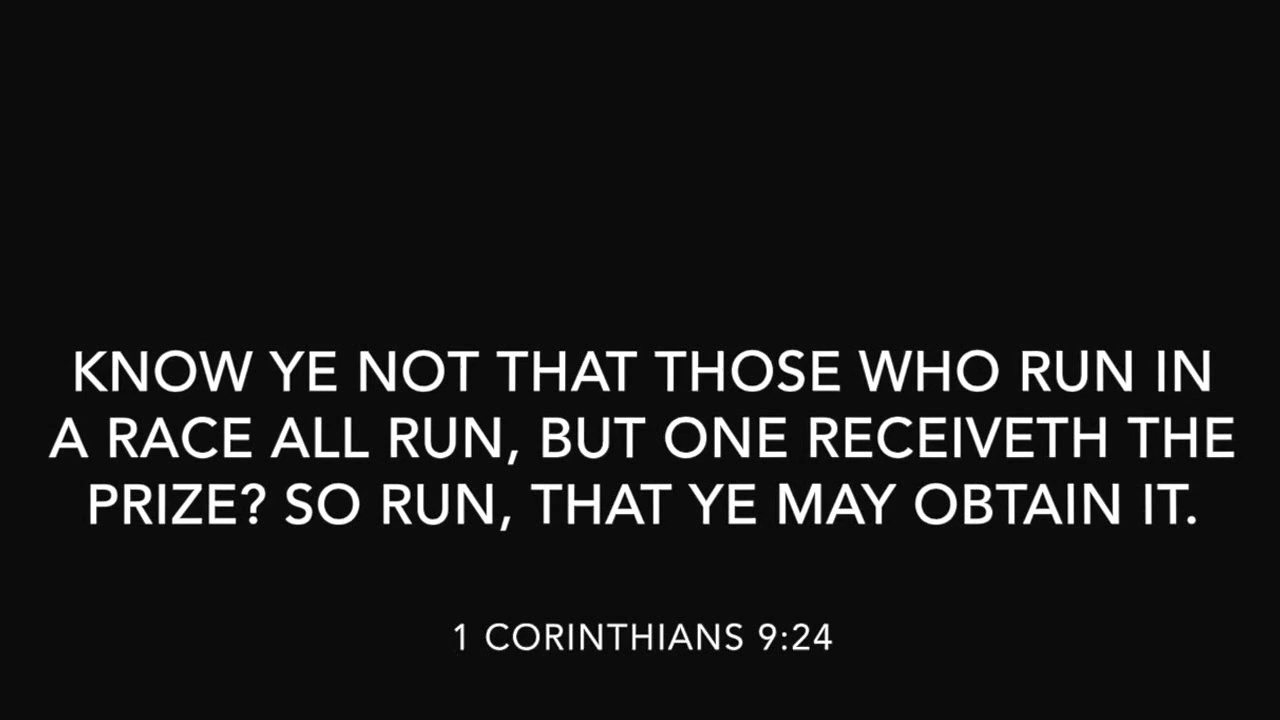 KNOW YE NOT THAT THOSE WHO RUN IN
A RACE ALL RUN, BUT ONE RECEIVETH THE
PRIZE? SO RUN, THAT YE MAY OBTAIN IT.
1 CORINTHIANS 9:24